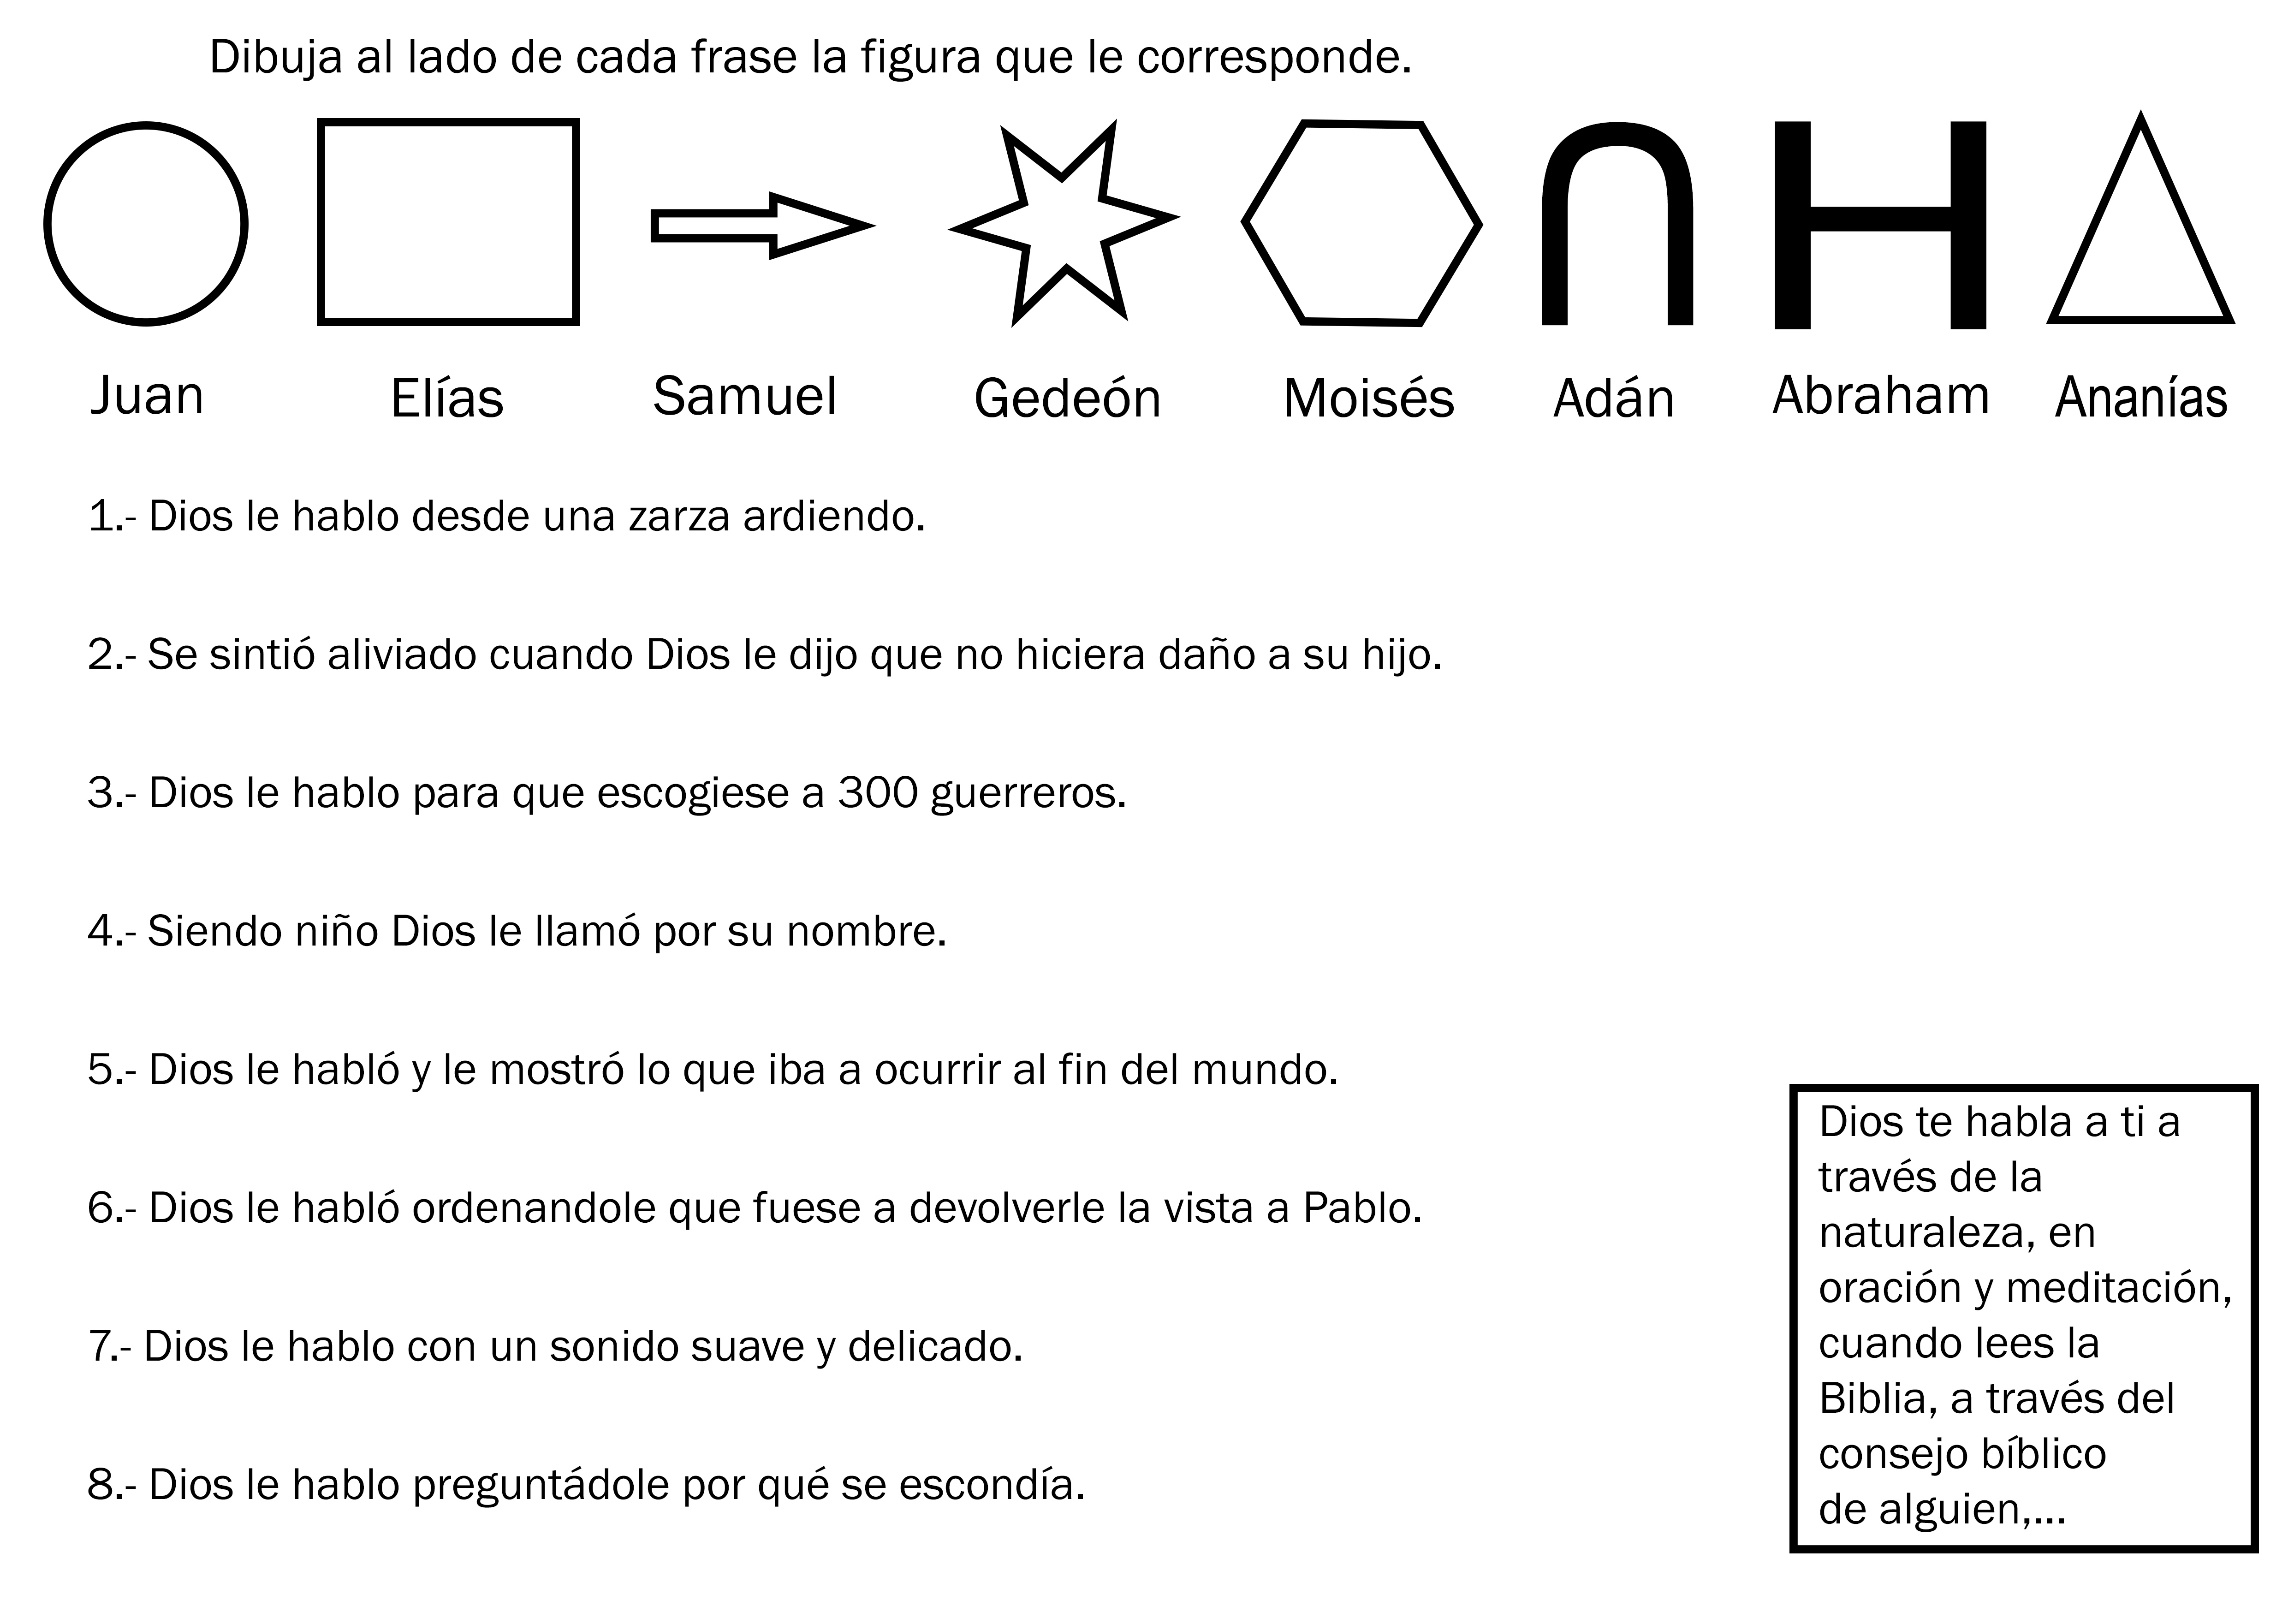 Dibuja al lado de cada frase la figura que le corresponde.
Juan Elías Samuel Gedeón Moisés Adán Abraham Ananías
1.- Dios le hablo desde una zarza ardiendo.
2.- Se sintió aliviado cuando Dios le dijo que no hiciera daño a su hijo.
3.- Dios le hablo para que escogiese a 300 guerreros.
4.- Siendo niño Dios le llamó por su nombre.
5.- Dios le habló y le mostró lo que iba a ocurrir al fin del mundo.
6.- Dios le habló ordenandole que fuese a devolverle la vista a Pablo.
7.- Dios le hablo con un sonido suave y delicado.
8.- Dios le hablo preguntádole por qué se escondía.
Dios te habla a ti a
través de la
naturaleza, en
oración y meditación,
cuando lees la
Biblia, a través del
consejo bíblico
de alguien,...